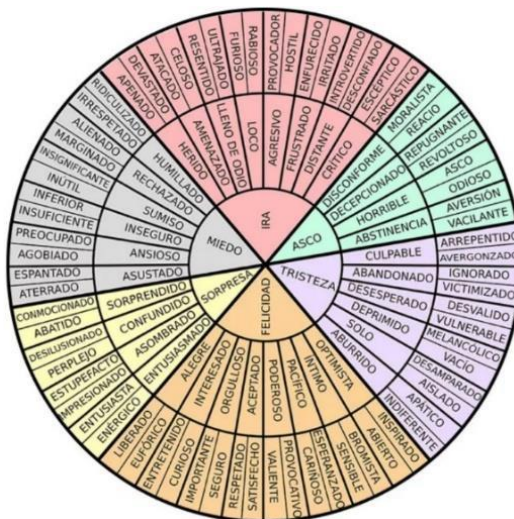 IRA
HERIDO
AMENAZADO
LLENO DE ODIO
LOCO
AGRESIVO
FRUSTRADO
DISTANTE
CRÍTICO
APENADO
DEVASTADO
ATACADO
CELOSO
RESENTIDO
ULTRAJADO
FURIOSO
RABIOSO
PROVOCADOR
HOSTIL
ENFURECIDO
IRRITADO
INTROVERTIDO
DESCONFIADO
ESCÉPTICO
SARCÁSTICO
ASCO
DISCONFORME
DECEPCIONADO
HORRIBLE
ABSTINENCIA
MORALISTA
REACIO
REPUGNANTE
REVOLTOSO
ASCO
ODIOSO
AVERSIÓN
VACILANTE
TRISTEZA
CULPABLE
ABANDONADO
DESESPERADO
DEPRIMIDO
SOLO
ABURRIDO
ARREPENTIDO
AVERGONZADO
IGNORADO
VICTIMIZADO
DESVALIDO
VULNERABLE
MELANCÓLICO
VACÍO
DESAMPARADO
AISLADO
APÁTICO
INDIFERENTE
FELICIDAD
OPTIMISTA
ÍNTIMO
PACÍFICO
PODEROSO
ACEPTADO
ORGULLOSO
INTERESADO
ALEGRE
INSPIRADO
ABIERTO
BROMISTA
SENSIBLE
ESPERANZADO
CARIÑOSO
PROVOCATIVO
VALIENTE
SATISFECHO
RESPETADO
SEGURO
IMPORTANTE
CURIOSO
ENTRETENIDO
EUFÓRICO
LIBERADO
SORPRESA
ENTUSIASMADO
ASOMBRADO
CONFUNDIDO
SORPRENDIDO
ENÉRGICO
ENTUSIASTA
IMPRESIONADO
ESTUPEFACTO
PERPLEJO
DESILUSIONADO
ABATIDO
CONMOCIONADO
MIEDO
ASUSTADO
ANSIOSO
INSEGURO
SUMISO
RECHAZADO
HUMILLADO
ATERRADO
ESPANTADO
AGOBIADO
PREOCUPADO
INSUFICIENTE
INFERIOR
INÚTIL
INSIGNIFICANTE
MARGINADO
ALIENADO
IRRESPETADO
RIDICULIZADO